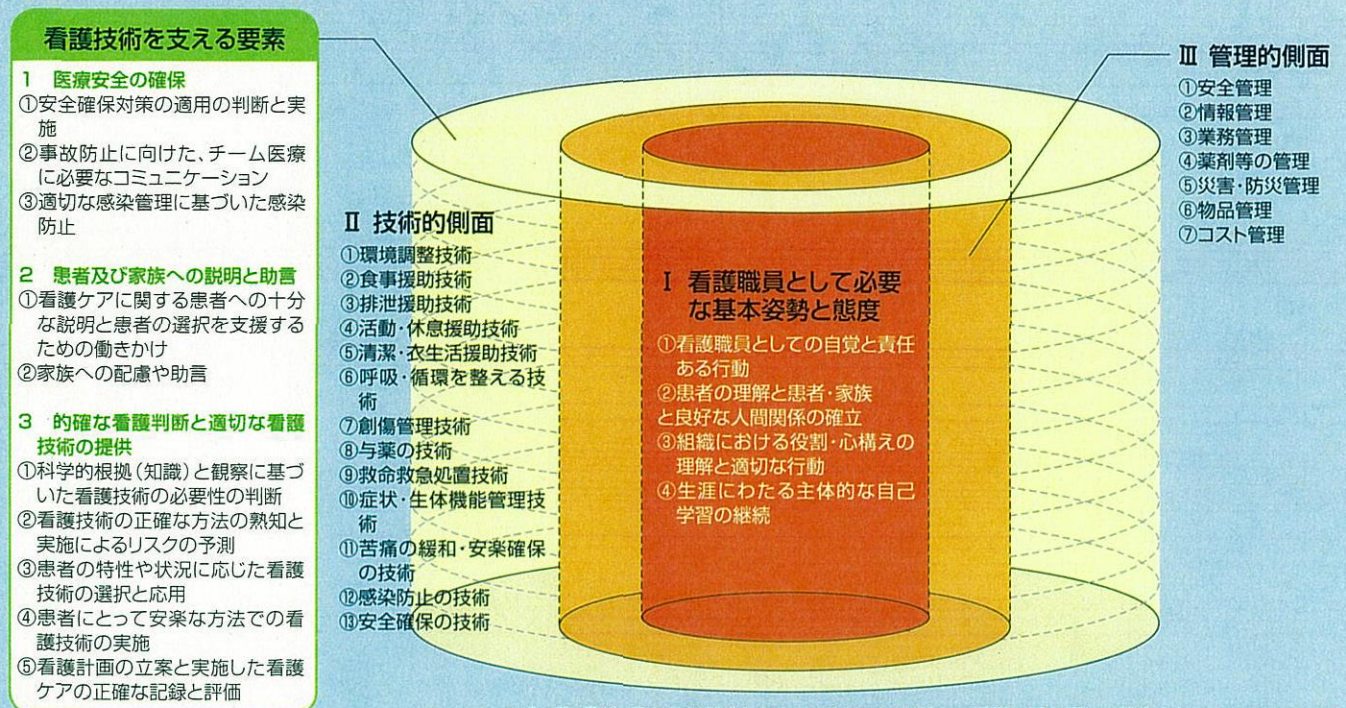 看護技術を支える要素
1 医療安全の確保
①安全確保対策の適用の判断と実
施
②事故防止に向けた、チーム医療
に必要なコミュニケーション
③適切な感染管理に基づいた感染
防止
2 患者及び家族への説明と助言
①看護ケアに関する患者への十分
な説明と患者の選択を支援する
ための働きかけ
②家族への配慮や助言
3 的確な看護判断と適切な看護
技術の提供
①科学的根拠(知識)と観察に基づ
いた看護技術の必要性の判断
②看護技術の正確な方法の熟知と
実施によるリスクの予測
③患者の特性や状況に応じた看護
技術の選択と応用
④患者にとって安楽な方法での看
護技術の実施
⑤看護計画の立案と実施した看護
ケアの正確な記録と評価
Ⅱ 技術的側面
①環境調整技術
②食事援助技術
③排泄援助技術
④活動・休息援助技術
⑤清潔・衣生活援助技術
⑥呼吸・循環を整える技
術
⑦創傷管理技術
⑧与薬の技術
⑨救命救急処置技術
⑩症状・生体機能管理技
術
⑪苦痛の緩和・安楽確保
の技術
⑫感染防止の技術
⑬安全確保の技術
Ⅰ 看護職員として必要
な基本姿勢と態度
①看護職員としての自覚と責任
ある行動
②患者の理解と患者・家族
と良好な人間関係の確立
③組織における役割・心構えの
理解と適切な行動
④生涯にわたる主体的な自己
学習の継続
Ⅲ 管理的側面
①安全管理
②情報管理
③業務管理
④薬剤等の管理
⑤災害・防災管理
⑥物品管理
⑦コスト管理